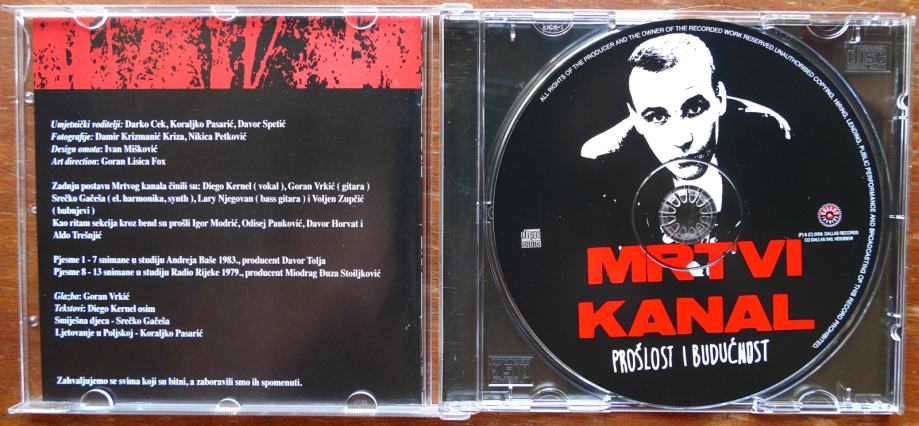 Umjetnički voditelji: Darko Cek, Koraljko Pasarić, Davor Spetić
Fotografije: Damir Krizmanić Kriza, Nikica Petković
Design omota: Ivan Mišković
Art direction: Goran Lisica Fox
Zadnju postavu Mrtvog kanala činili su: Diego Kernel ( vokal ), Goran Vrkić ( gitara )
Srečko Gačeša ( el. harmonika, synth ), Lary Njegovan ( bass gitara ) i Voljen Zupčić
( bubnjevi )
Kao ritam sekcija kroz bend su prošli Igor Modrić, Odisej Pauković, Davor Horvat i
Aldo Trešnjić
Pjesme 1 - 7 snimane u studiju Andreja Baše 1983., producent Davor Tolja
Pjesme 8 - 13 snimane u studiju Radio Rijeke 1979., producent Miodrag Duza Stoiljković
Glazba: Goran Vrkić
Tekstovi: Diego Kernel osim
Smiješna djeca - Srečko Gačeša
Ljetovanje u Poljskoj - Koraljko Pasarić
Zahvaljujemo se svima koji su bitni, a zaboravili smo ih spomenuti.
ALL RIGHTS OF THE PRODUCER AND THE OWNER OF THE RECORDED WORK RESERVED.UNAUTHORISED COPYING, HIRING, LENDING, PUBLIC PERFORMANCE AND BROADCASTING OF THIS RECORD PROHIBITED.
(P) & (C) 2008. DALLAS RECORDS
MRTVI
KANAL
PROŠLOST I BUDUĆNOST